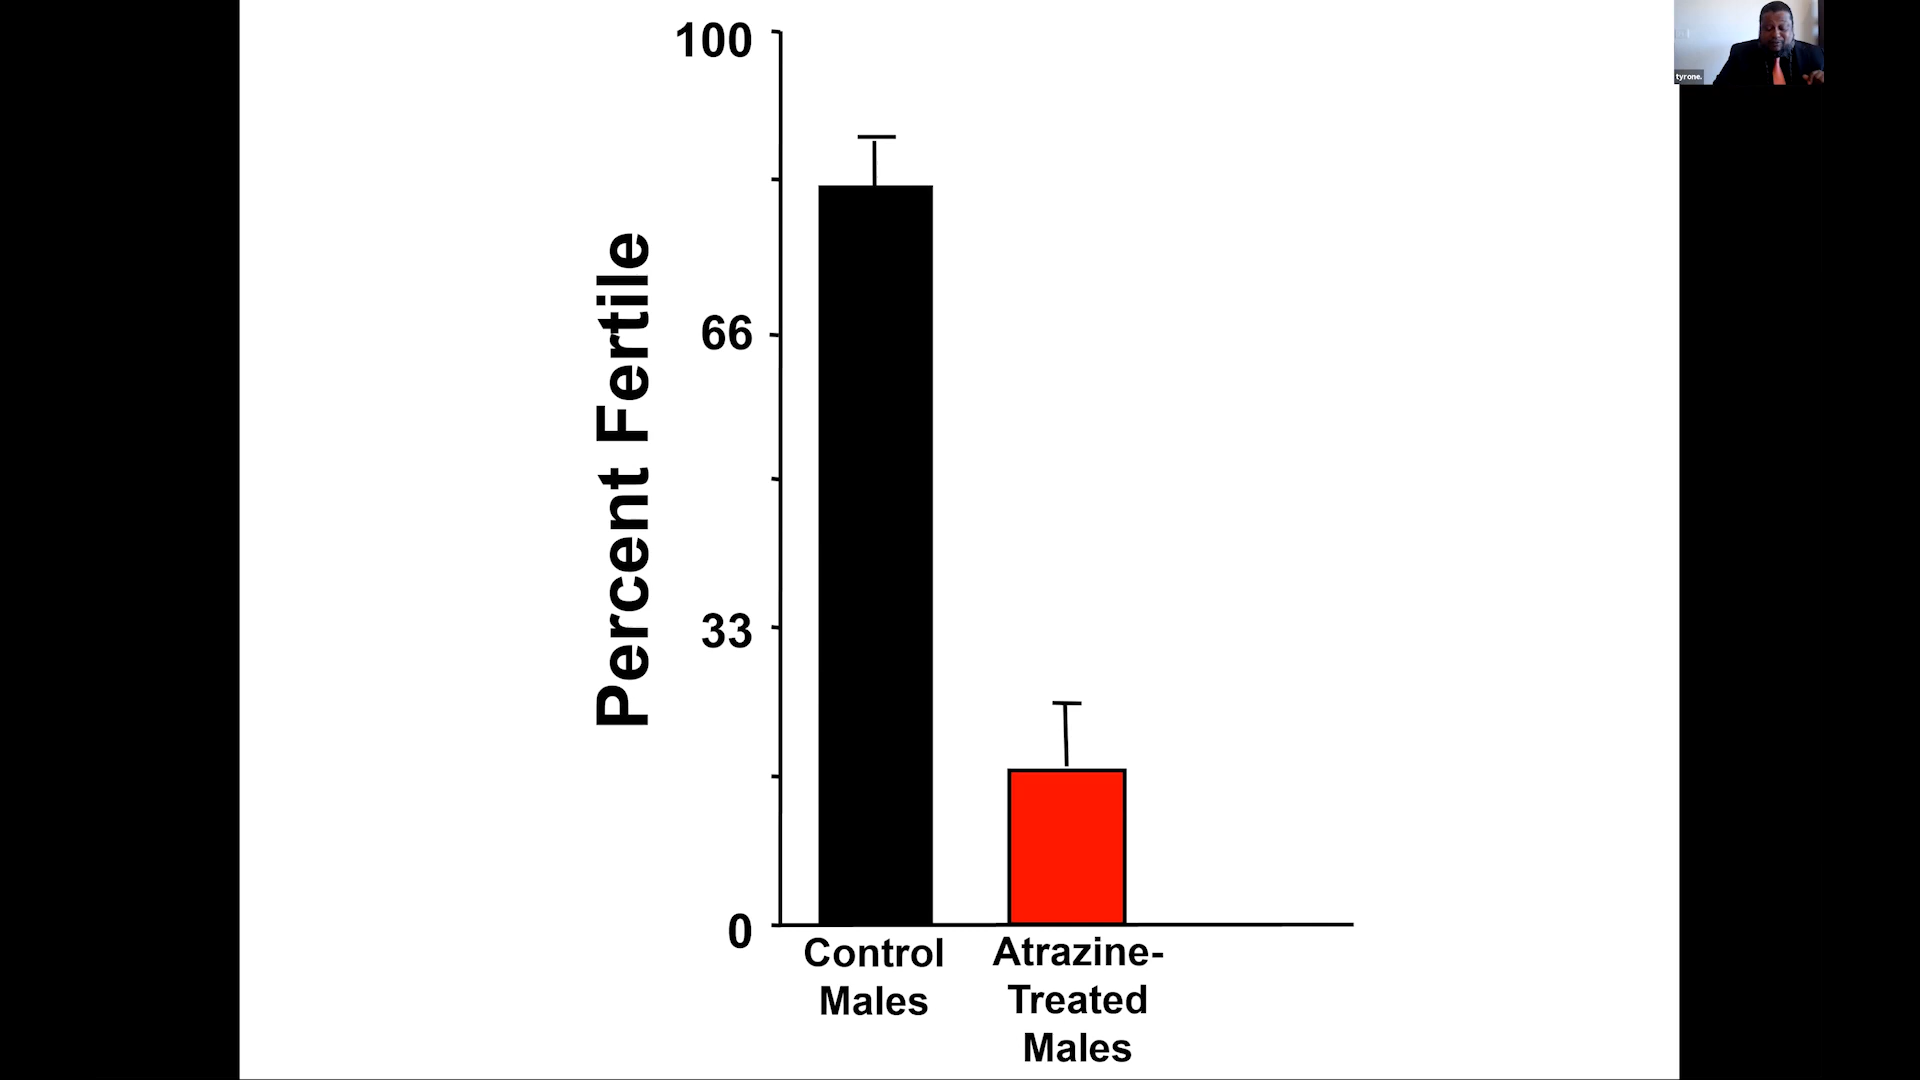 100
66
33
0
Percent Fertile
Control
Males
Atrazine-
Treated
Males
tyrone.